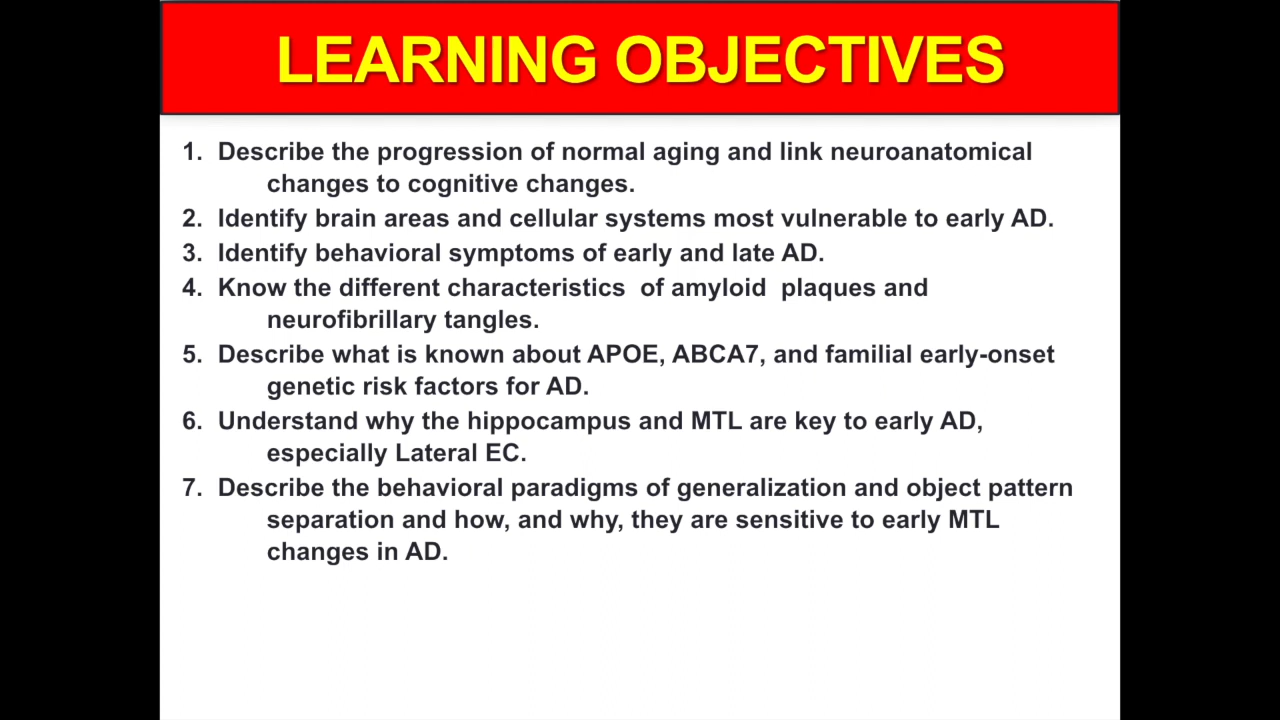 LEARNING OBJECTIVES
1. Describe the progression of normal aging and link neuroanatomical
changes to cognitive changes.
2. Identify brain areas and cellular systems most vulnerable to early AD.
3. Identify behavioral symptoms of early and late AD.
4. Know the different characteristics  of amyloid  plaques and
neurofibrillary tangles.
5. Describe what is known about APOE, ABCA7, and familial early-onset
genetic risk factors for AD.
6. Understand why the hippocampus and MTL are key to early AD,
especially Lateral EC.
7. Describe the behavioral paradigms of generalization and object pattern
separation and how, and why, they are sensitive to early MTL
changes in AD.